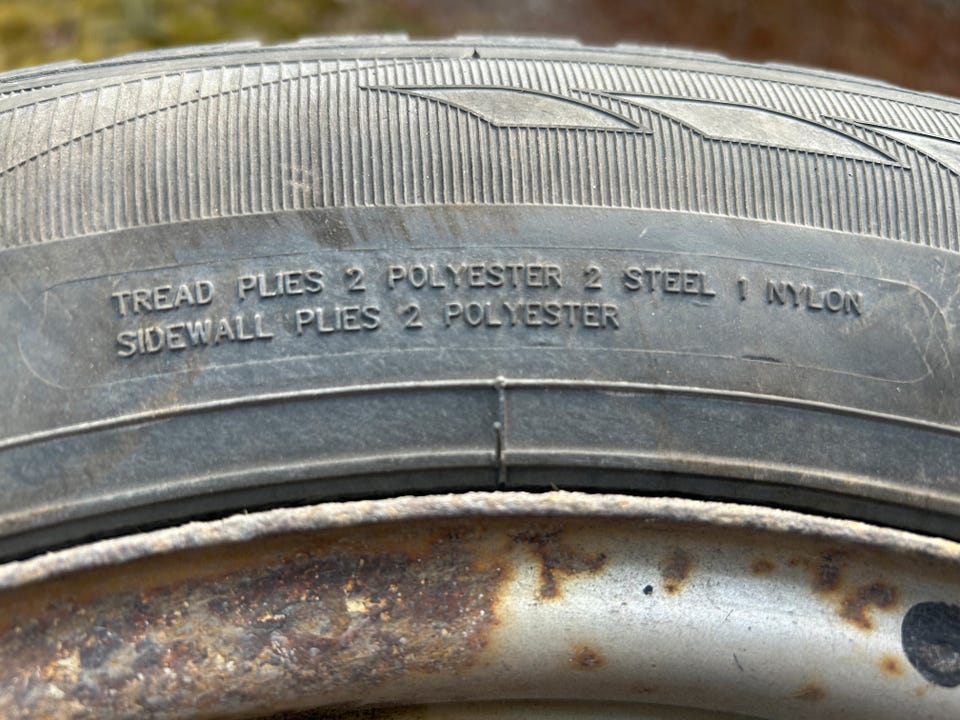 TREAD PLIES 2 POLYESTER 2 STEEL 1 NYLON
SIDEWALL PLIES 2 POLYESTER